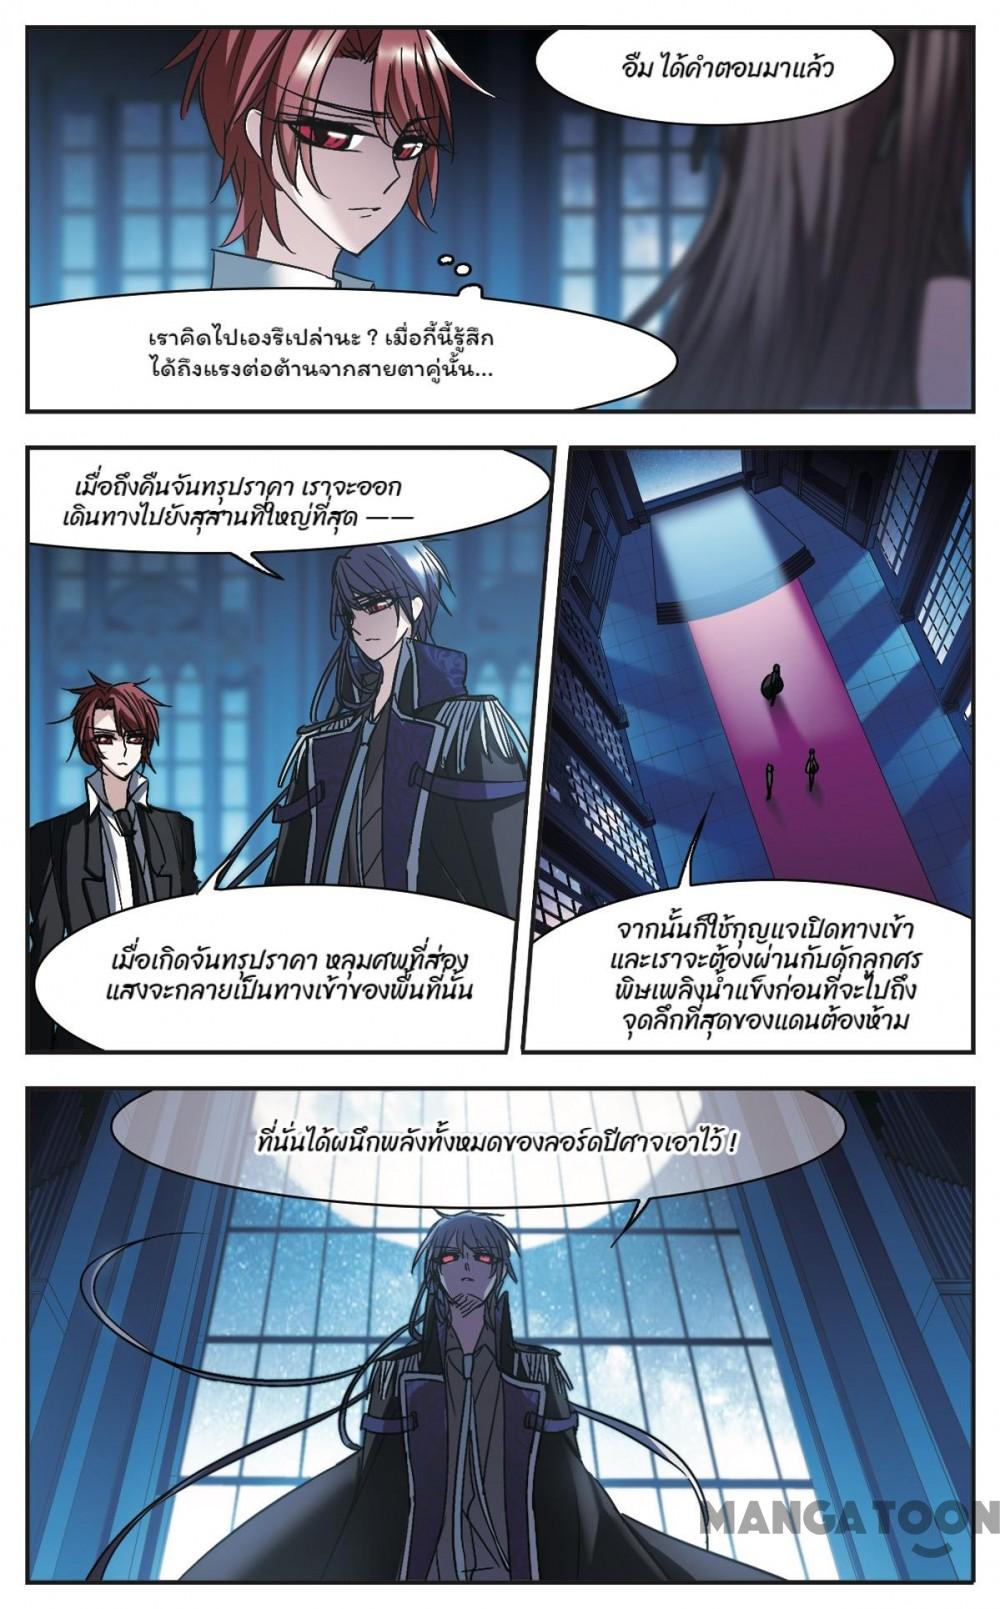 อืม ได้คำตอบมาแล้ว
เราคิดไปเองรึเปล่านะ ? เมื่อกี้นี้รู้สึก
ได้ถึงแรงต่อต้านจากสายตาคู่นั้น...
เมื่อถึงคืนจันทรุปราคา เราจะออก
เดินทางไปยังสุสานที่ใหญ่ที่สุด ——
เมื่อเกิดจันทรุปราคา หลุมศพที่ส่อง
แสงจะกลายเป็นทางเข้าของพื้นที่นั้น
จากนั้นก็ใช้กุญแจเปิดทางเข้า
และเราจะต้องผ่านกับดักลูกศร
พิษเพลิงน้ำแข็งก่อนที่จะไปถึง
จุดลึกที่สุดของแดนต้องห้าม
ที่นั่นได้ผนึกพลังทั้งหมดของลอร์ดปีศาจเอาไว้ !
MANGATOON